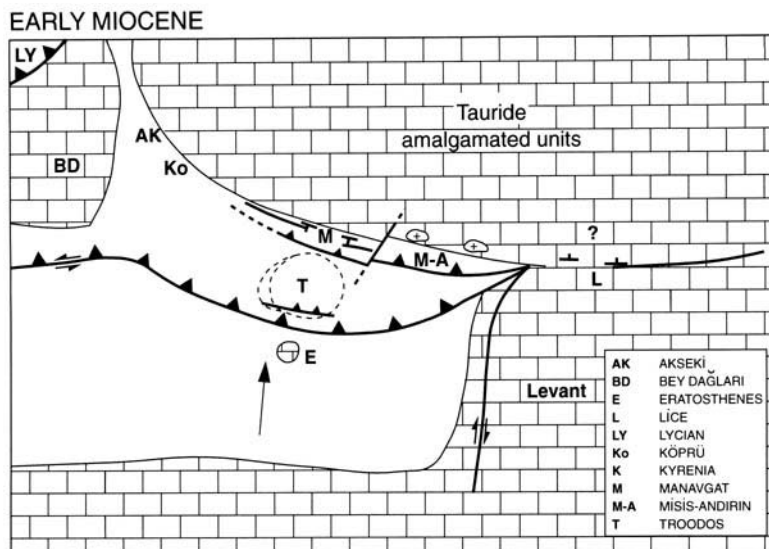 EARLY MIOCENE
LY
Tauride
amalgamated units
AK
BD
Ko
M
?
M-A
L
T
E
Levant
AK AKSEKİ
BD BEY DAĞLARI
E ERATOSTHENES
L LİCE
LY LYCIAN
Ko KÖPRÜ
K KYRENIA
M MANAVGAT
M-A MİSİS-ANDIRIN
T TROODOS